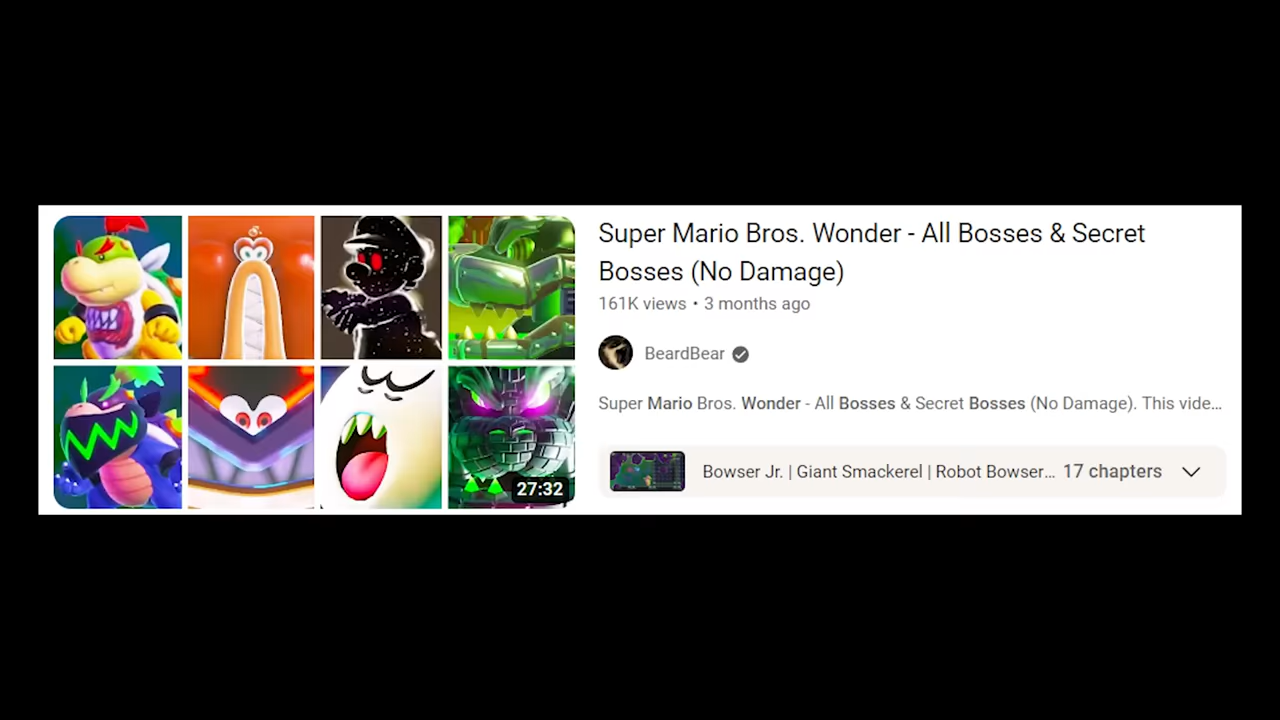 Super Mario Bros. Wonder - All Bosses & Secret
Bosses (No Damage)
161K views • 3 months ago
BeardBear
Super Mario Bros. Wonder - All Bosses & Secret Bosses (No Damage). This vide...
27:32
Bowser Jr. | Giant Smackerel | Robot Bowser... 17 chapters